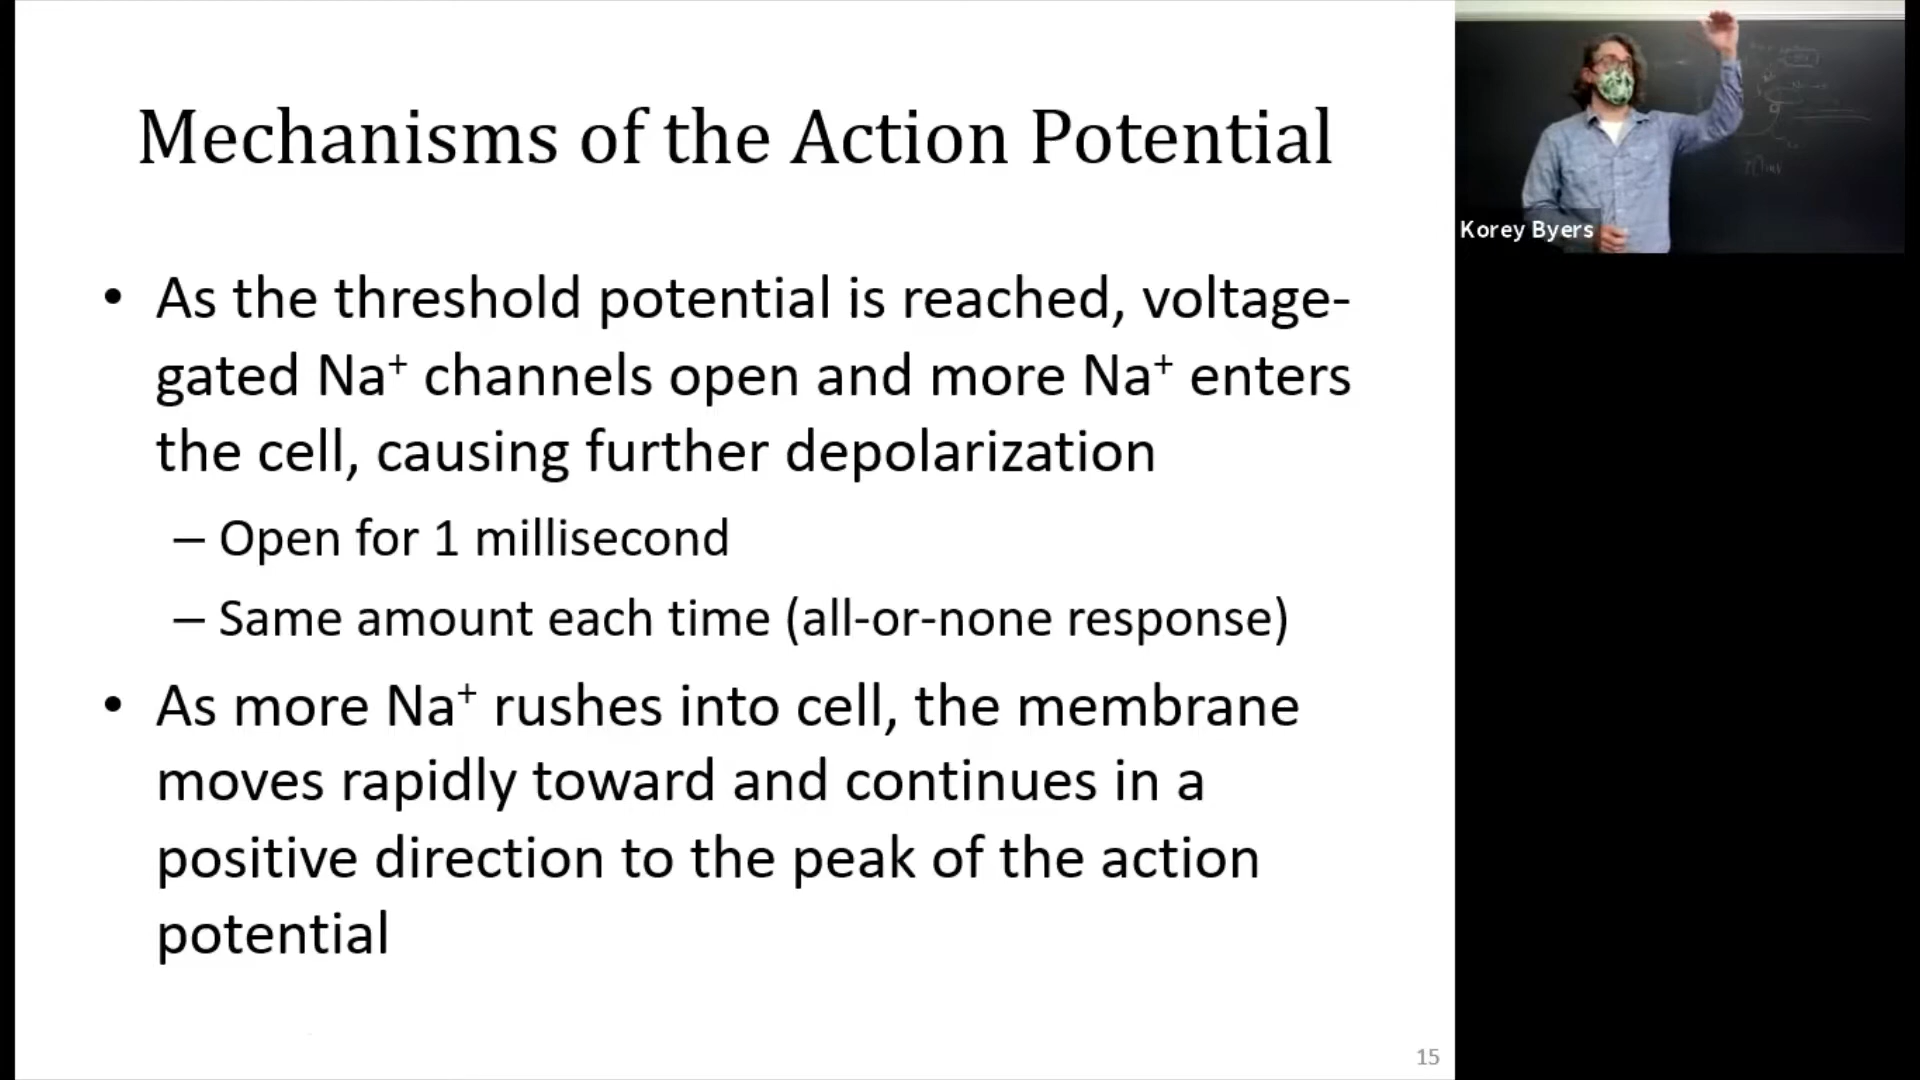 Mechanisms of the Action Potential
• As the threshold potential is reached, voltage-
gated Na⁺ channels open and more Na⁺ enters
the cell, causing further depolarization
– Open for 1 millisecond
– Same amount each time (all-or-none response)
• As more Na⁺ rushes into cell, the membrane
moves rapidly toward and continues in a
positive direction to the peak of the action
potential
15
Korey Byers